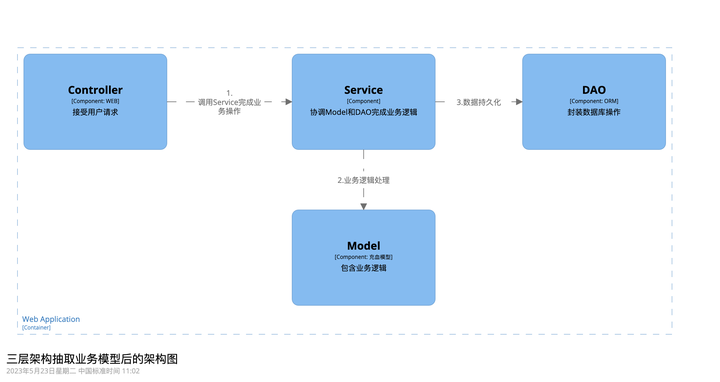 Controller
[Component: WEB]
接受用户请求
1.
调用Service完成业
务操作
Service
[Component]
协调Model和DAO完成业务逻辑
3.数据持久化
DAO
[Component: ORM]
封装数据库操作
2.业务逻辑处理
Model
[Component: 充血模型]
包含业务逻辑
Web Application
[Container]
三层架构抽取业务模型后的架构图
2023年5月23日星期二 中国标准时间 11:02